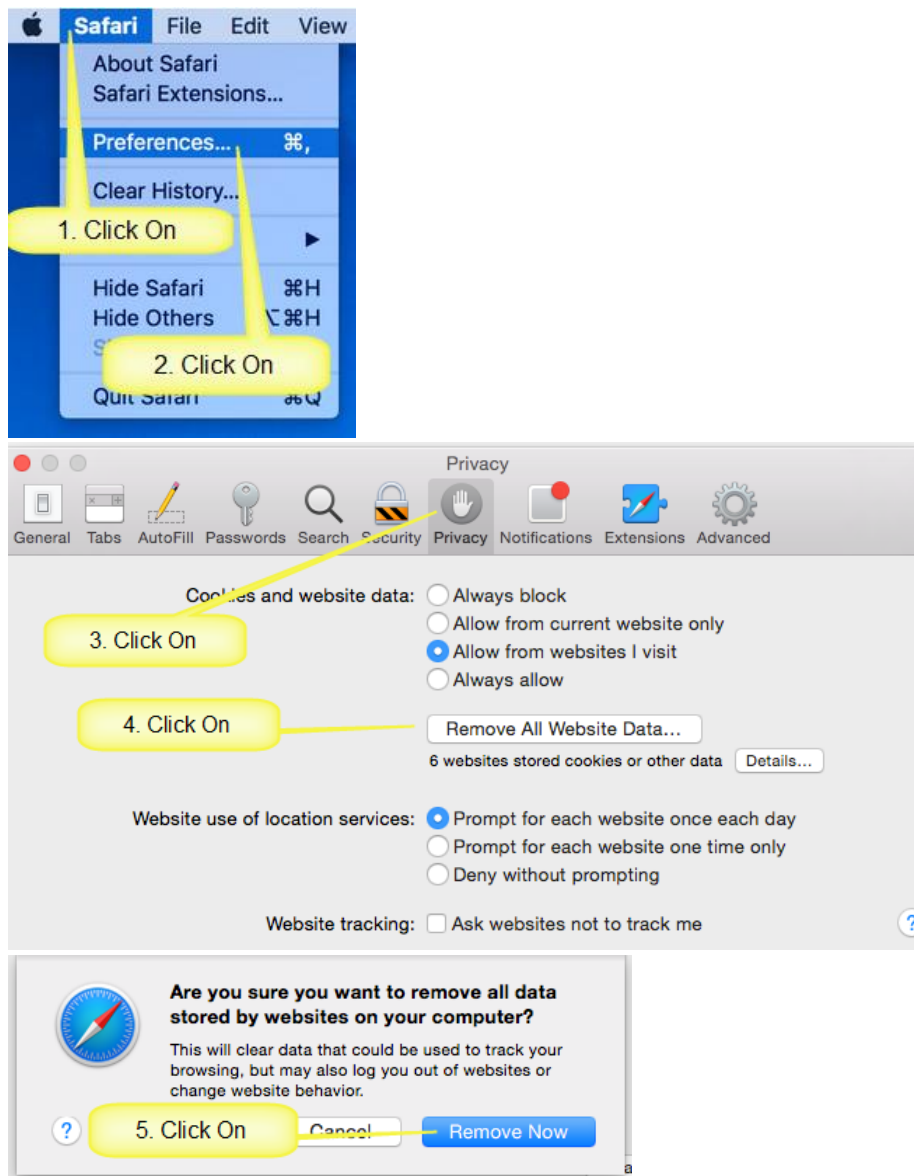 Safari File Edit View
About Safari
Safari Extensions...
Preferences... ⌘,
Clear History...
1. Click On
Hide Safari ⌘H
Hide Others ⌥⌘H
2. Click On
Quit Safari ⌘Q
Privacy
General Tabs AutoFill Passwords Search Security Privacy Notifications Extensions Advanced
Cookies and website data: Always block
Allow from current website only
3. Click On
Allow from websites I visit
Always allow
4. Click On
Remove All Website Data...
6 websites stored cookies or other data Details...
Website use of location services: Prompt for each website once each day
Prompt for each website one time only
Deny without prompting
Website tracking: Ask websites not to track me ?
Are you sure you want to remove all data
stored by websites on your computer?
This will clear data that could be used to track your
browsing, but may also log you out of websites or
change website behavior.
? 5. Click On Cancel Remove Now